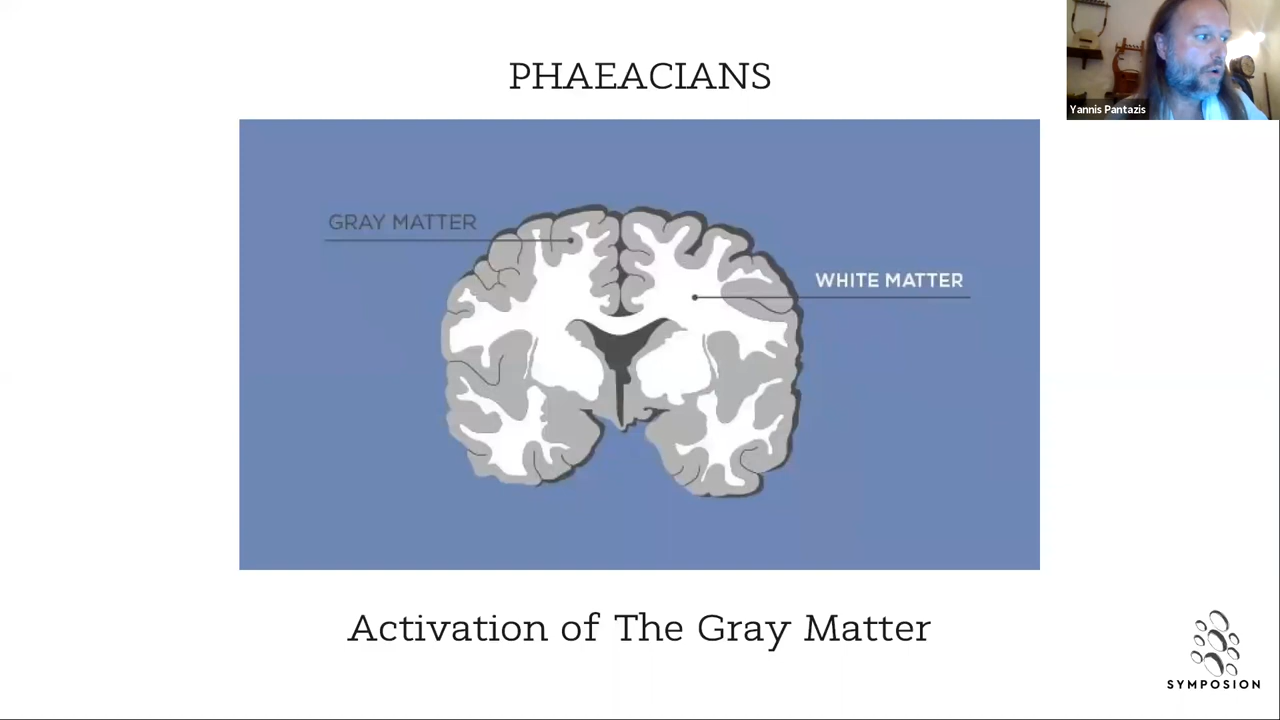 PHAEACIANS
Yannis Pantazis
GRAY MATTER
WHITE MATTER
Activation of The Gray Matter
SYMPOSION